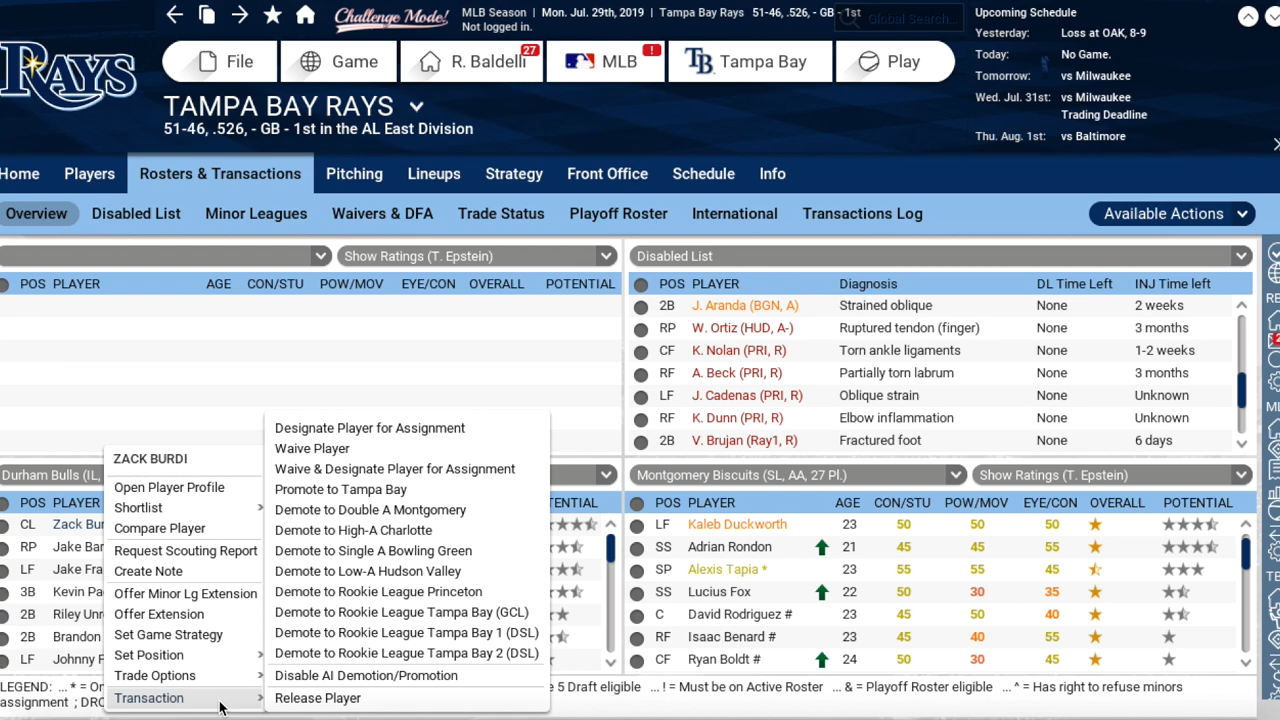 Challenge Mode!
MLB Season | Mon. Jul. 29th, 2019 | Tampa Bay Rays 51-46, .526, - GB - 1st
Not logged in.
Global Search...
Upcoming Schedule
Yesterday: Loss at OAK, 8-9
Today: No Game.
Tomorrow: vs Milwaukee
Wed. Jul. 31st: vs Milwaukee
Trading Deadline
Thu. Aug. 1st: vs Baltimore
RAYS
File
Game
R. Baldelli 27
MLB !
TB Tampa Bay
Play
TAMPA BAY RAYS
51-46, .526, - GB - 1st in the AL East Division
Home Players Rosters & Transactions Pitching Lineups Strategy Front Office Schedule Info
Overview Disabled List Minor Leagues Waivers & DFA Trade Status Playoff Roster International Transactions Log Available Actions
Show Ratings (T. Epstein)
POS PLAYER AGE CON/STU POW/MOV EYE/CON OVERALL POTENTIAL
Disabled List
POS PLAYER Diagnosis DL Time Left INJ Time left
2B J. Aranda (BGN, A) Strained oblique None 2 weeks
RP W. Ortiz (HUD, A-) Ruptured tendon (finger) None 3 months
CF K. Nolan (PRI, R) Torn ankle ligaments None 1-2 weeks
RF A. Beck (PRI, R) Partially torn labrum None 3 months
LF J. Cadenas (PRI, R) Oblique strain None Unknown
RF K. Dunn (PRI, R) Elbow inflammation None Unknown
2B V. Brujan (Ray1, R) Fractured foot None 6 days
Durham Bulls (IL,
POS PLAYER TENTIAL
CL Zack Bur
RP Jake Bar
LF Jake Fra
3B Kevin Pa
2B Riley Unr
2B Brandon
LF Johnny F
ZACK BURDI
Open Player Profile
Shortlist
Compare Player
Request Scouting Report
Create Note
Offer Minor Lg Extension
Offer Extension
Set Game Strategy
Set Position
Trade Options
Transaction
Designate Player for Assignment
Waive Player
Waive & Designate Player for Assignment
Promote to Tampa Bay
Demote to Double A Montgomery
Demote to High-A Charlotte
Demote to Single A Bowling Green
Demote to Low-A Hudson Valley
Demote to Rookie League Princeton
Demote to Rookie League Tampa Bay (GCL)
Demote to Rookie League Tampa Bay 1 (DSL)
Demote to Rookie League Tampa Bay 2 (DSL)
Disable AI Demotion/Promotion
Release Player
Montgomery Biscuits (SL, AA, 27 Pl.) Show Ratings (T. Epstein)
POS PLAYER AGE CON/STU POW/MOV EYE/CON OVERALL POTENTIAL
LF Kaleb Duckworth 23 50 50 50
SS Adrian Rondon 21 45 45 55
SP Alexis Tapia * 23 55 55 45
SS Lucius Fox 22 50 30 35
C David Rodriguez # 23 45 50 40
RF Isaac Benard # 23 45 40 55
CF Ryan Boldt # 24 50 30 45
LEGEND: ... * = On
e 5 Draft eligible ... ! = Must be on Active Roster ... & = Playoff Roster eligible ... ^ = Has right to refuse minors
assignment ; DRO